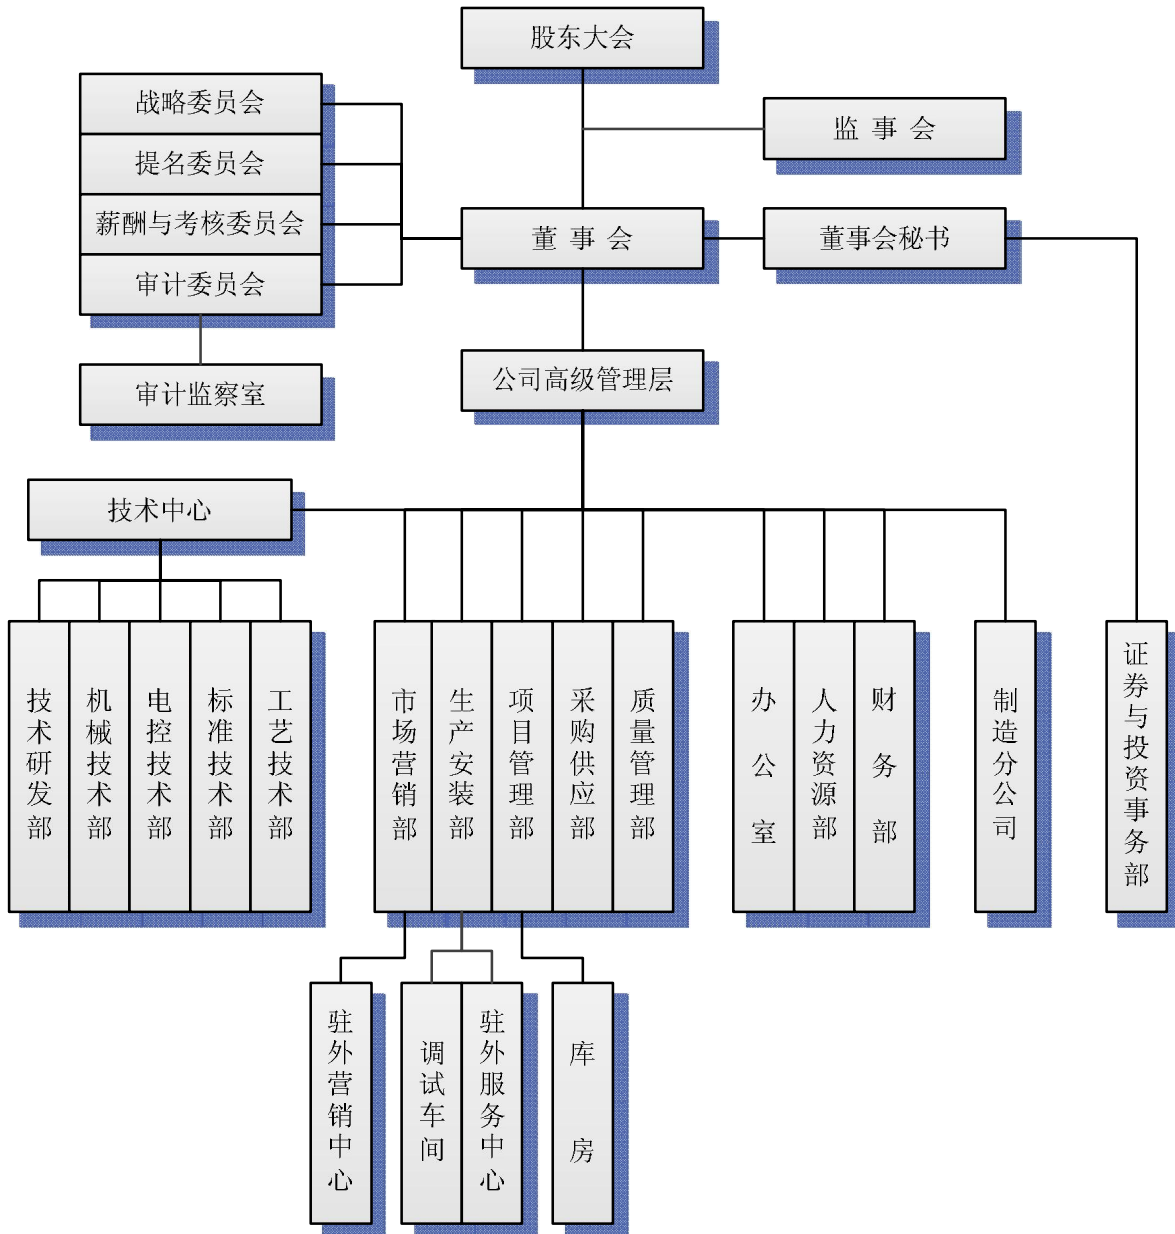 股东大会
战略委员会
监 事 会
提名委员会
薪酬与考核委员会
董 事 会
董事会秘书
审计委员会
公司高级管理层
审计监察室
技术中心
技术研发部
机械技术部
电控技术部
标准技术部
工艺技术部
市场营销部
生产安装部
项目管理部
采购供应部
质量管理部
办公室
人力资源部
财务部
制造分公司
证券与投资事务部
驻外营销中心
调试车间
驻外服务中心
库房